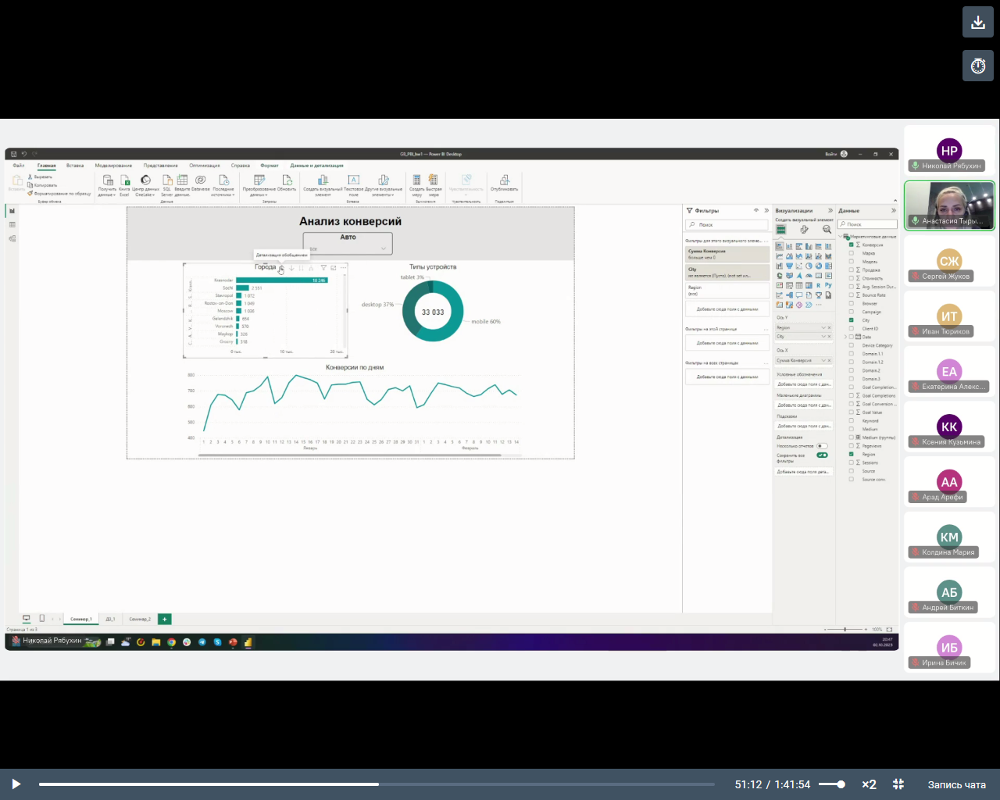 G3_PBI_hw1 — Power BI Desktop
Войти
Файл Главная Вставка Моделирование Представление Оптимизация Справка Формат Данные и детализация
Вырезать
Копировать
Форматирование по образцу
Буфер обмена
Получить данные
Книга Excel
Центр данных OneLake
SQL Server
Введите данные
Dataverse
Последние источники
Данные
Преобразование данных
Обновить
Запросы
Создать визуальный элемент
Текстовое поле
Другие визуальные элементы
Вставка
Создать меру
Быстрая мера
Вычисления
Чувствительность
Чувствительность
Опубликовать
Поделиться
Анализ конверсий
Авто
Все
Детализация обобщением
Города
Krasnodar 18 246
Sochi 2 551
Stavropol 1 072
Rostov-on-Don 1 049
Moscow 1 038
Gelendzhik 654
Voronezh 570
Maykop 326
Grozny 318
0 тыс. 10 тыс. 20 тыс.
Типы устройств
tablet 3%
desktop 37%
33 033
mobile 60%
Конверсии по дням
800
700
600
500
400
1 2 3 4 5 6 7 8 9 10 11 12 13 14 15 16 17 18 19 20 21 22 23 24 25 26 27 28 29 30 31 1 2 3 4 5 6 7 8 9 10 11 12 13 14
Январь Февраль
Фильтры
Поиск
Фильтры для этого визуального элеме...
Сумма Конверсия
больше чем 0
City
не является (Пусто), (not set ил...
Region
(все)
Добавьте сюда поля с данными
Фильтры на этой странице
Добавьте сюда поля с данными
Фильтры на всех страницах
Добавьте сюда поля с данными
Визуализации
Создать визуальный элемент
Ось Y
Region
City
Ось X
Сумма Конверсия
Условные обозначения
Добавьте сюда поля с дан...
Маленькие диаграммы
Добавьте сюда поля с дан...
Подсказки
Добавьте сюда поля с дан...
Детализация
Несколько отчетов
Сохранить все фильтры
Добавьте сюда поля дета...
Данные
Поиск
Маркетинговые данные
Конверсия
Марка
Модель
Продажа
Стоимость
Avg. Session Dur...
Bounce Rate
Browser
Campaign
City
Client ID
Date
Device Category
Domain.1.1
Domain.1.2
Domain.2
Domain.3
Goal Completion...
Goal Completions
Goal Conversion ...
Goal Value
Keyword
Medium
Medium (группы)
Pageviews
Region
Sessions
Source
Source conv.
Семинар_1 ДЗ_1 Семинар_2
Страница 1 из 3
100%
Николай Рябухин
20:47
02.10.2023
НР
Николай Рябухин
Анастасия Тыры...
СЖ
Сергей Жуков
ИТ
Иван Тюриков
ЕА
Екатерина Алекс...
КК
Ксения Кузьмина
АА
Арад Арефи
КМ
Колдина Мария
АБ
Андрей Биткин
ИБ
Ирина Бичик
51:12 / 1:41:54 ×2 Запись чата